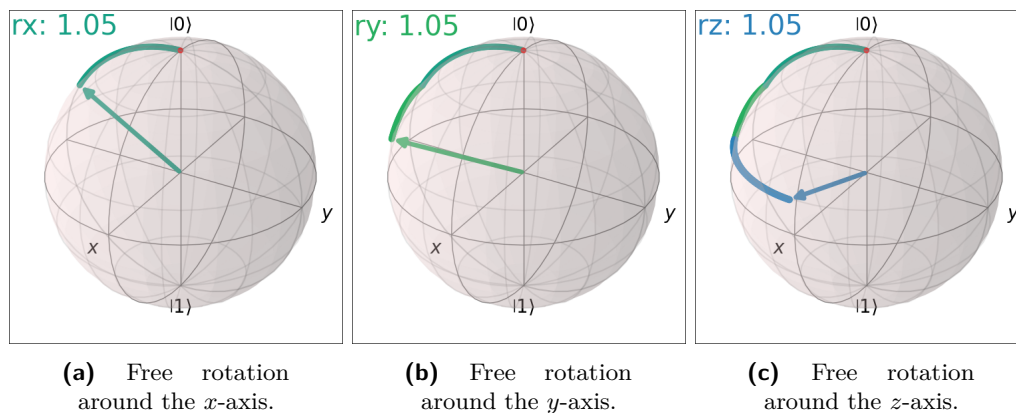 rx: 1.05
|0⟩
x
y
|1⟩
(a) Free rotation
around the x-axis.
ry: 1.05
|0⟩
x
y
|1⟩
(b) Free rotation
around the y-axis.
rz: 1.05
|0⟩
x
y
|1⟩
(c) Free rotation
around the z-axis.